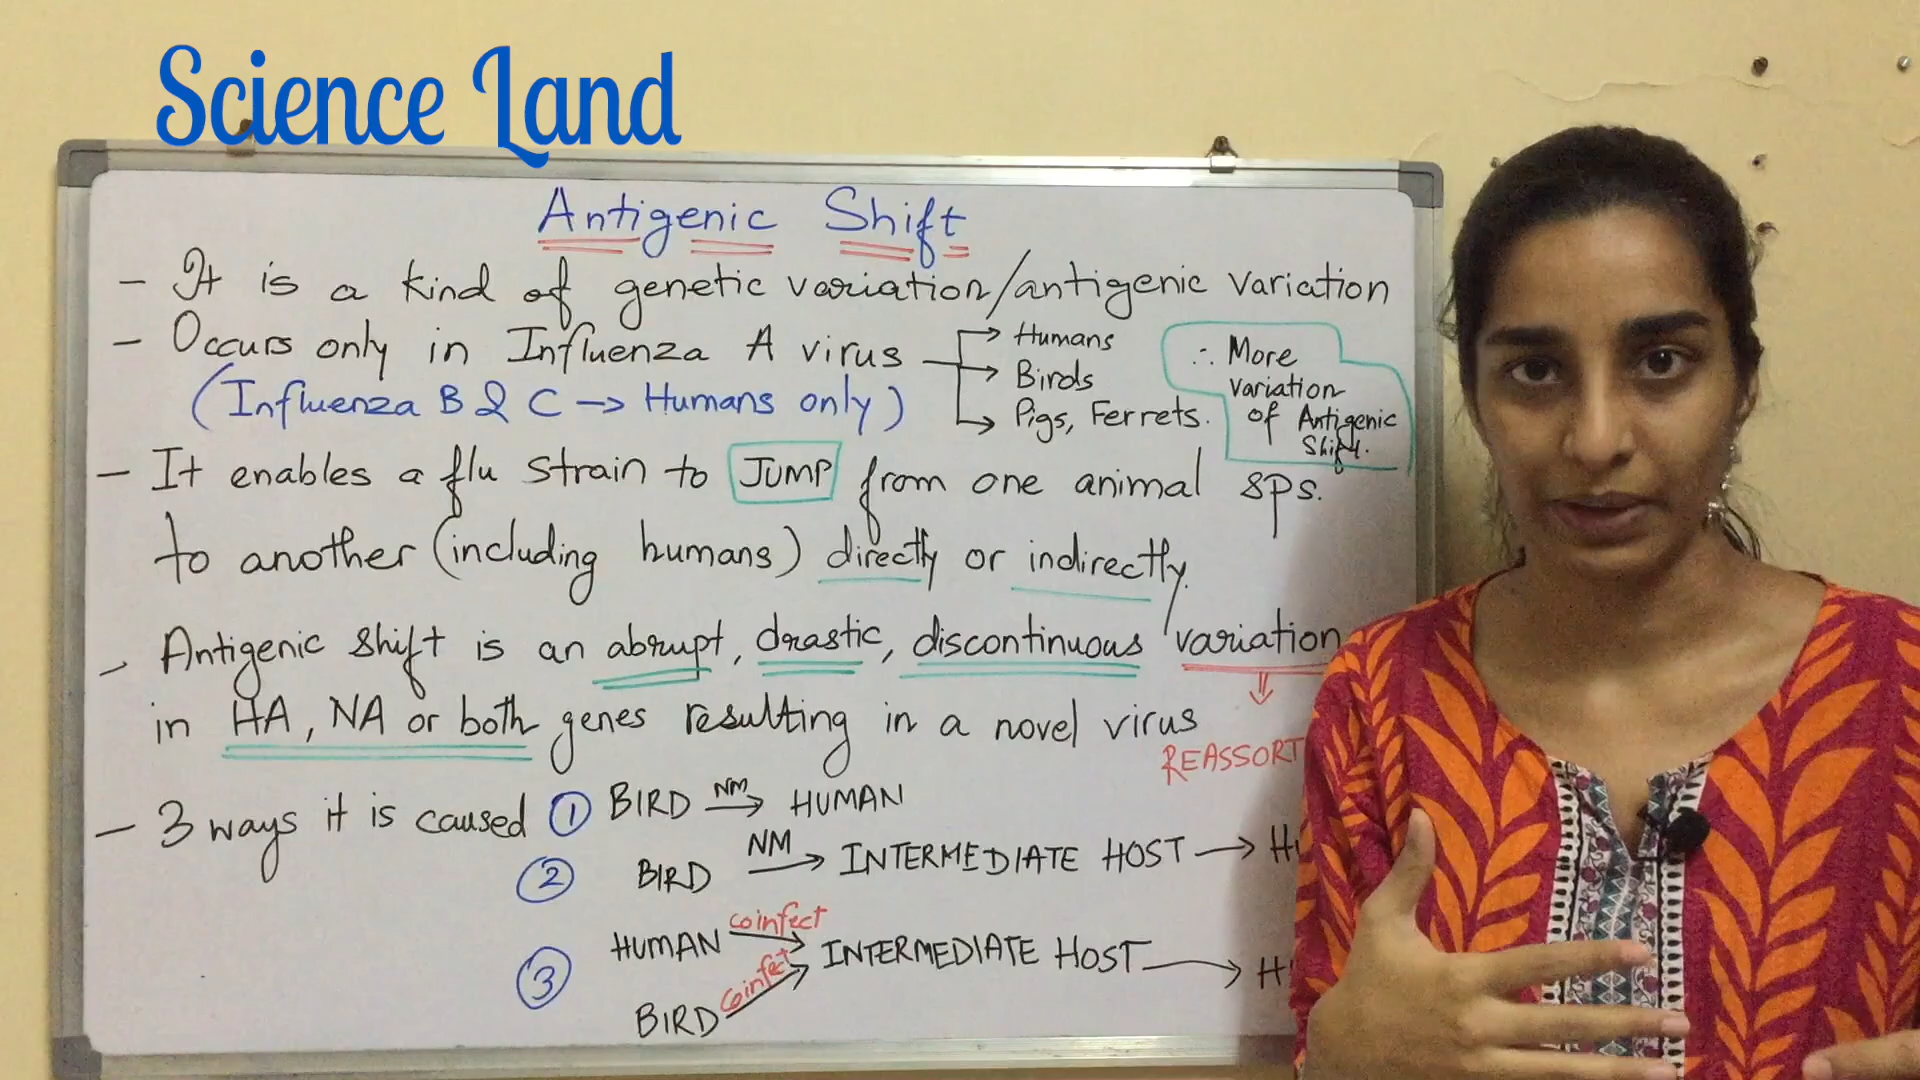 Science Land
Antigenic Shift
- It is a kind of genetic variation/antigenic variation
- Occurs only in Influenza A virus → Humans
→ Birds
→ Pigs, Ferrets.
∴ More
variation
of Antigenic
Shift.
(Influenza B & C → Humans only)
- It enables a flu strain to JUMP from one animal sps.
to another (including humans) directly or indirectly.
- Antigenic shift is an abrupt, drastic, discontinuous variation
in HA, NA or both genes resulting in a novel virus
REASSORT
- 3 ways it is caused ① BIRD NM→ HUMAN
② BIRD NM→ INTERMEDIATE HOST → H
③ HUMAN coinfect→ INTERMEDIATE HOST → H
BIRD coinfect